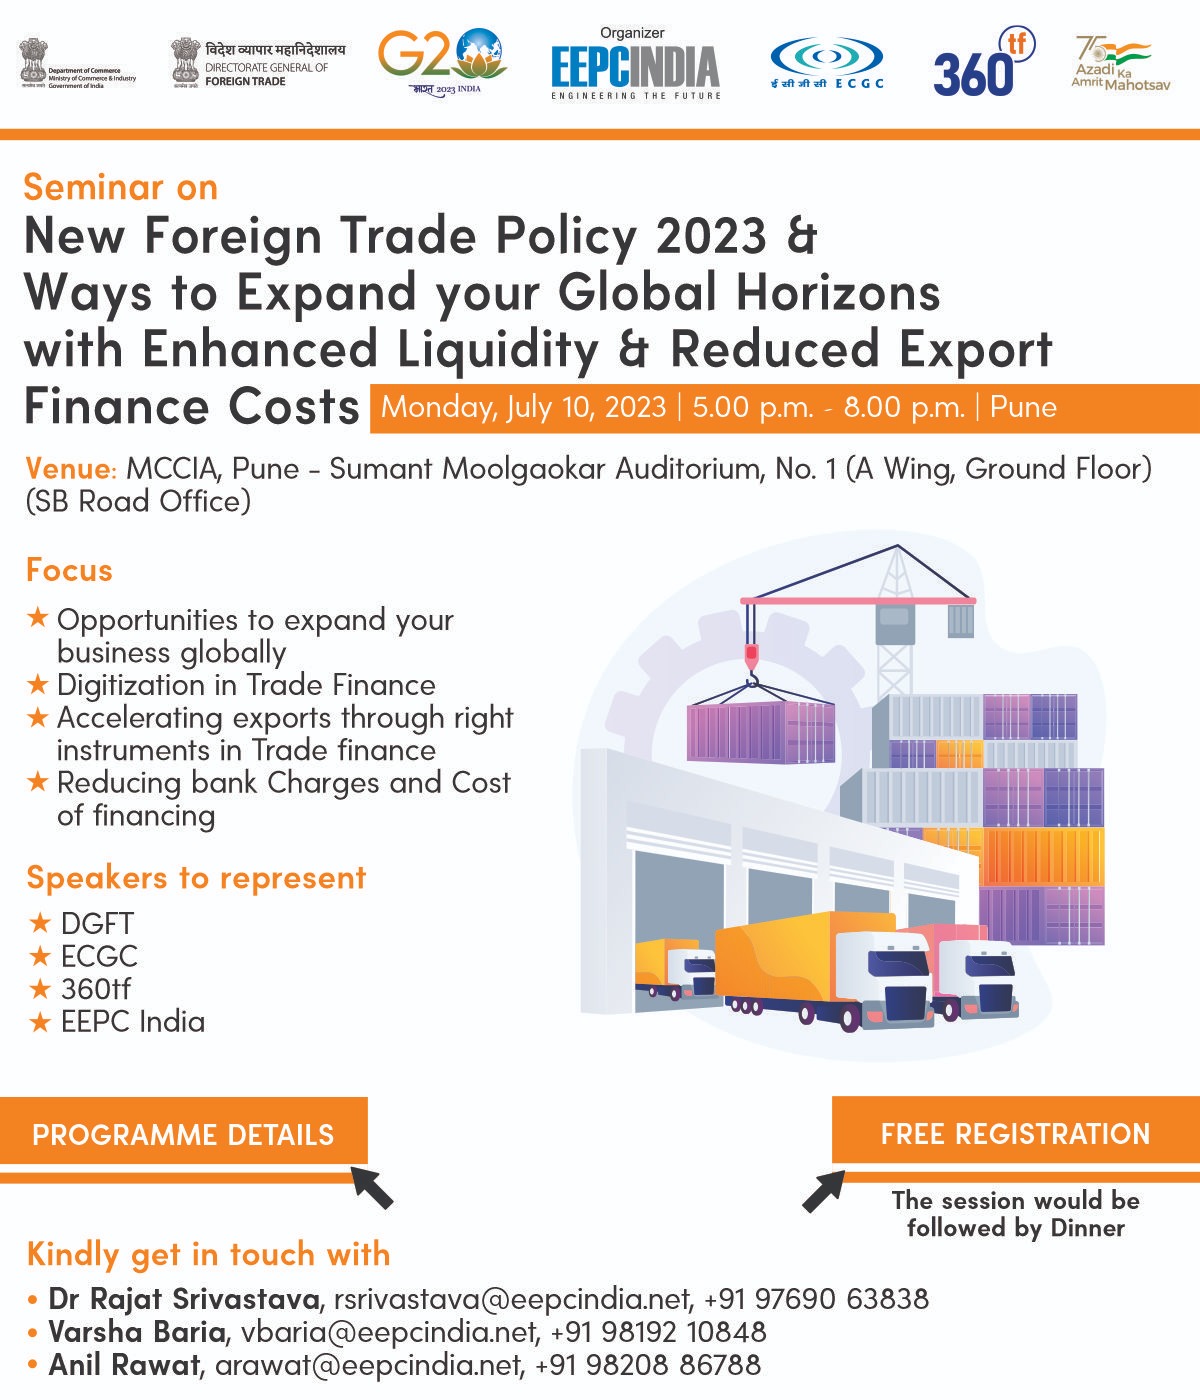 Department of Commerce
Ministry of Commerce & Industry
Government of India
सत्यमेव जयते
विदेश व्यापार महानिदेशालय
DIRECTORATE GENERAL OF
FOREIGN TRADE
सत्यमेव जयते
G20
भारत 2023 INDIA
Organizer
EEPCINDIA
ENGINEERING THE FUTURE
ई सी जी सी ECGC
360tf
75
Azadi Ka
Amrit Mahotsav
Seminar on
New Foreign Trade Policy 2023 &
Ways to Expand your Global Horizons
with Enhanced Liquidity & Reduced Export
Finance Costs Monday, July 10, 2023 | 5.00 p.m. - 8.00 p.m. | Pune
Venue: MCCIA, Pune - Sumant Moolgaokar Auditorium, No. 1 (A Wing, Ground Floor)
(SB Road Office)
Focus
★ Opportunities to expand your
business globally
★ Digitization in Trade Finance
★ Accelerating exports through right
instruments in Trade finance
★ Reducing bank Charges and Cost
of financing
Speakers to represent
★ DGFT
★ ECGC
★ 360tf
★ EEPC India
PROGRAMME DETAILS
FREE REGISTRATION
The session would be
followed by Dinner
Kindly get in touch with
• Dr Rajat Srivastava, rsrivastava@eepcindia.net, +91 97690 63838
• Varsha Baria, vbaria@eepcindia.net, +91 98192 10848
• Anil Rawat, arawat@eepcindia.net, +91 98208 86788